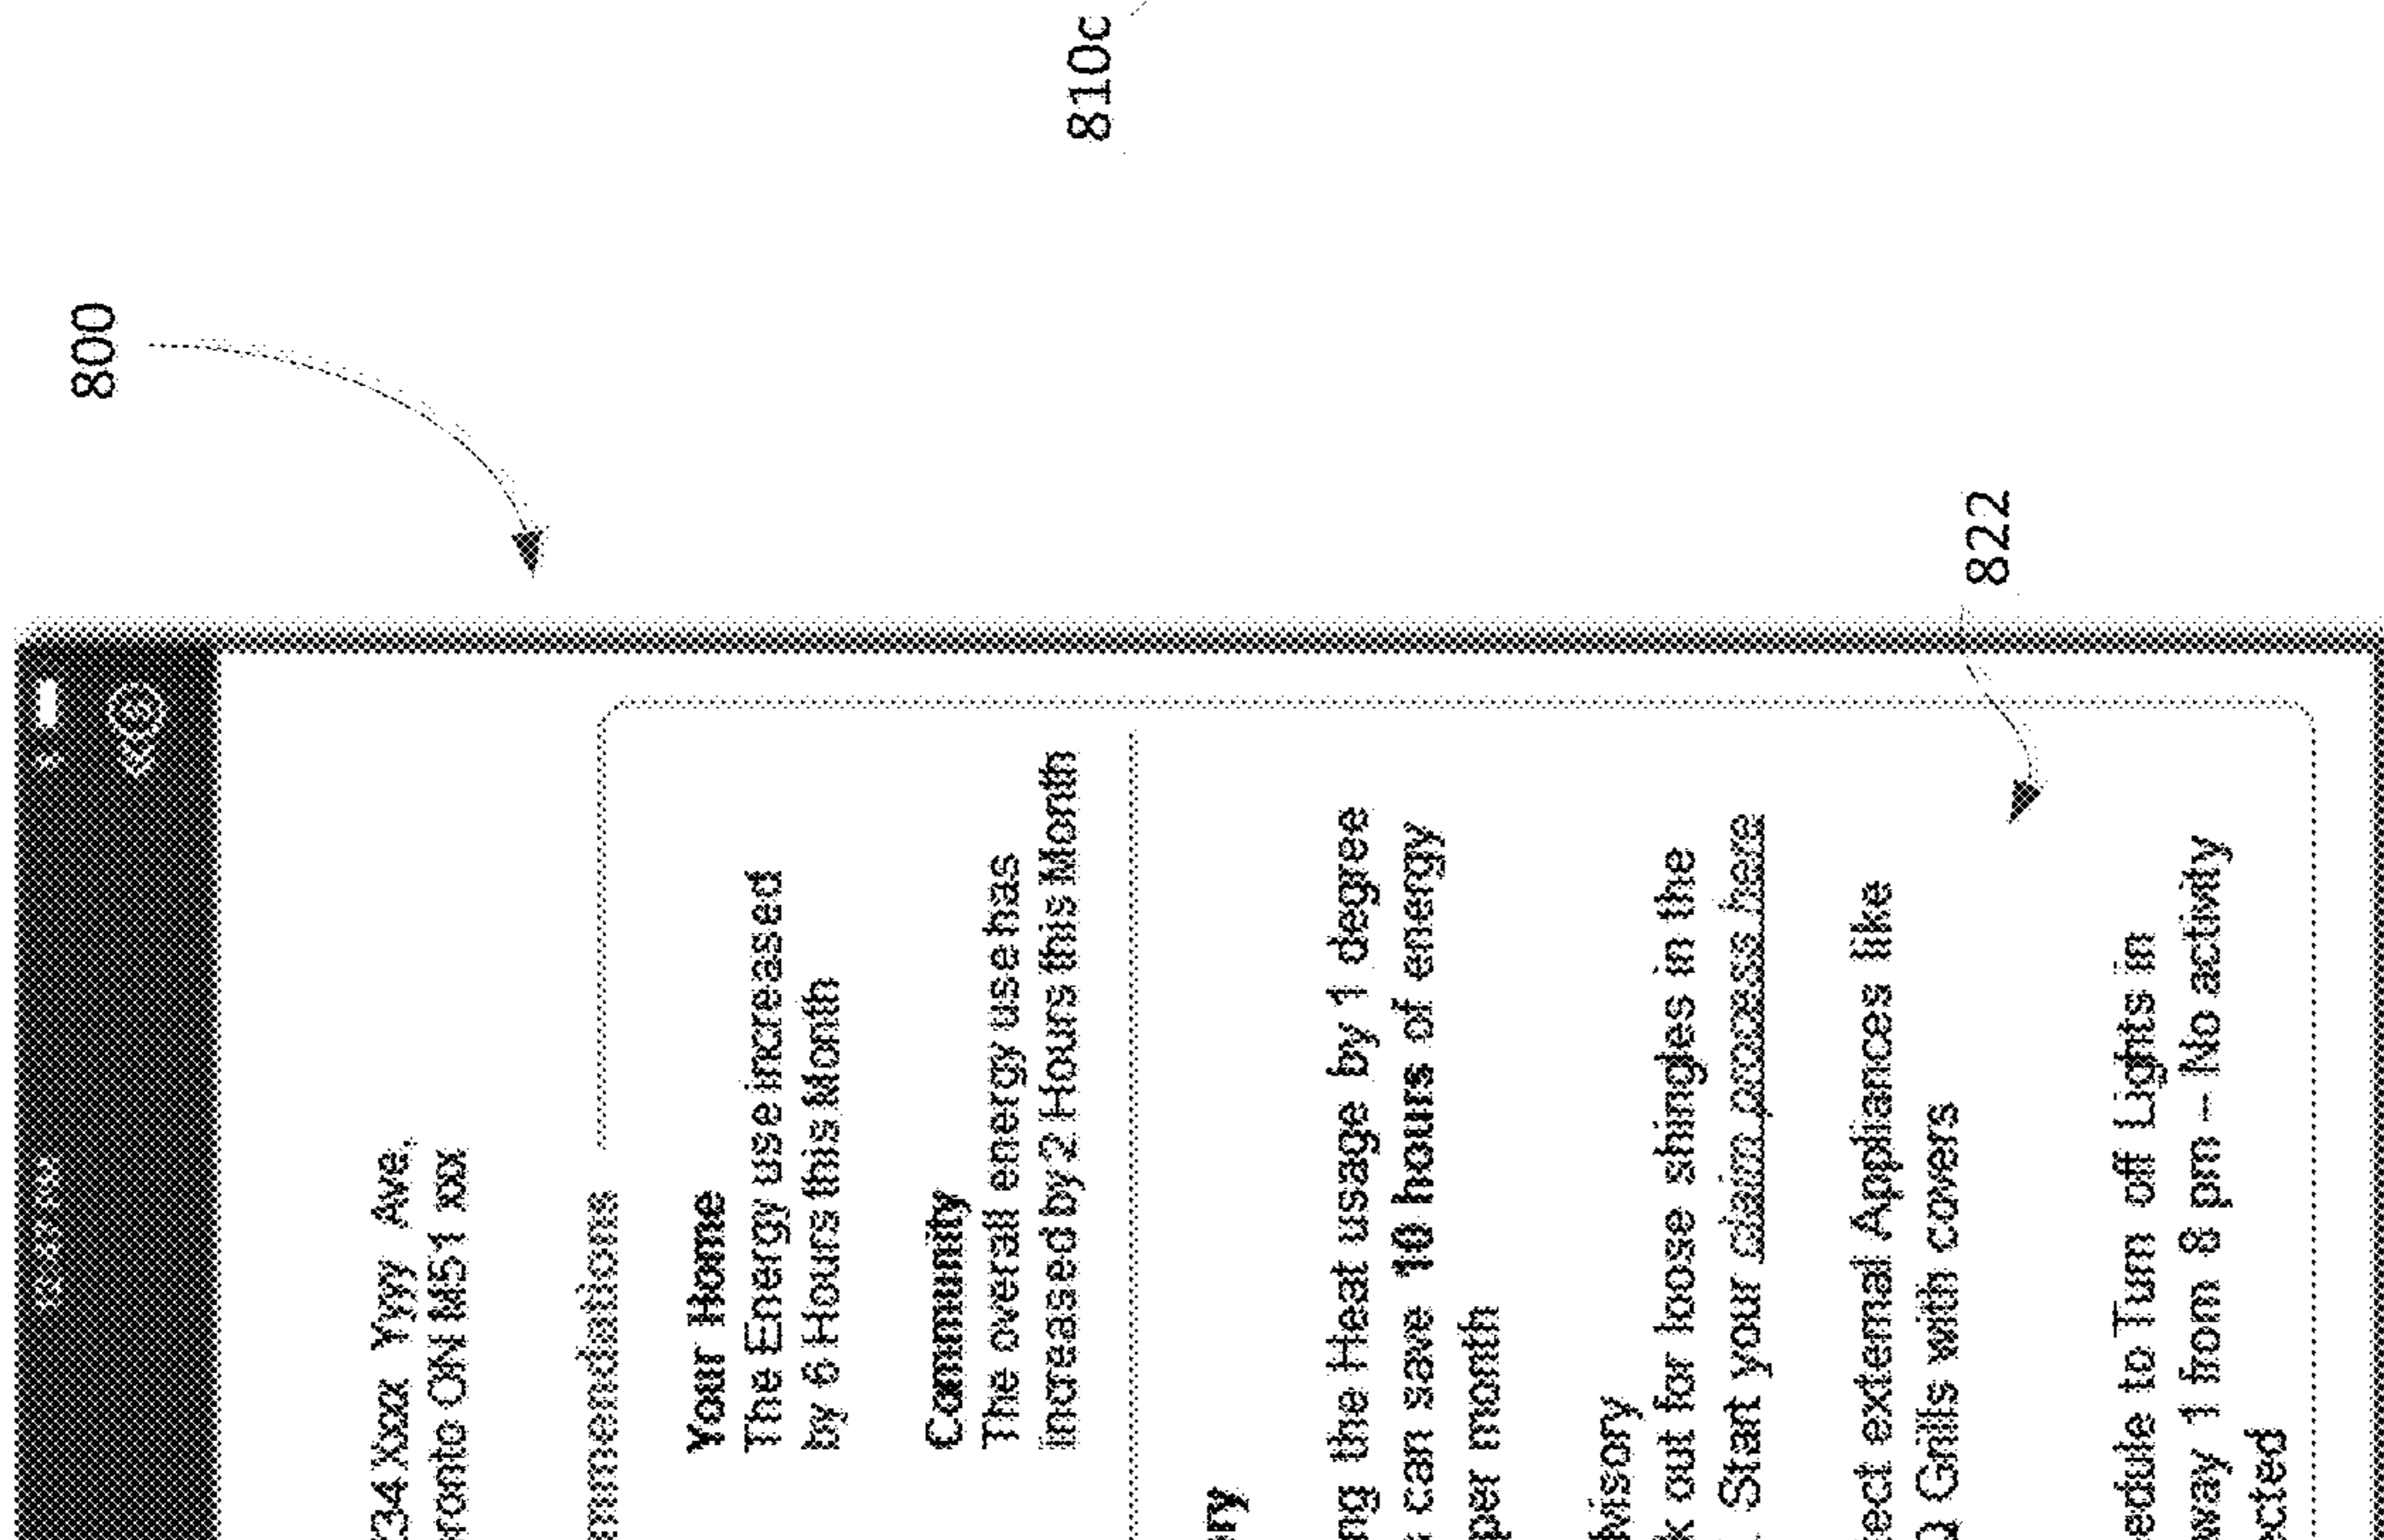 810c
800
734 Xxxx Yyyy Ave,
ronto ON M51 xx
mmendations
Your Home
The Energy use increased
by 6 Hours this Month
Community
The overall energy use has
increased by 2 Hours this Month
ry
ng the Heat usage by 1 degree
can save 10 hours of energy
per month
visory
k out for loose shingles in the
. Start your claim process here
822
ect external Appliances like
Q Grills with covers
edule to Turn off Lights in
way 1 from 8 pm – No activity
ected